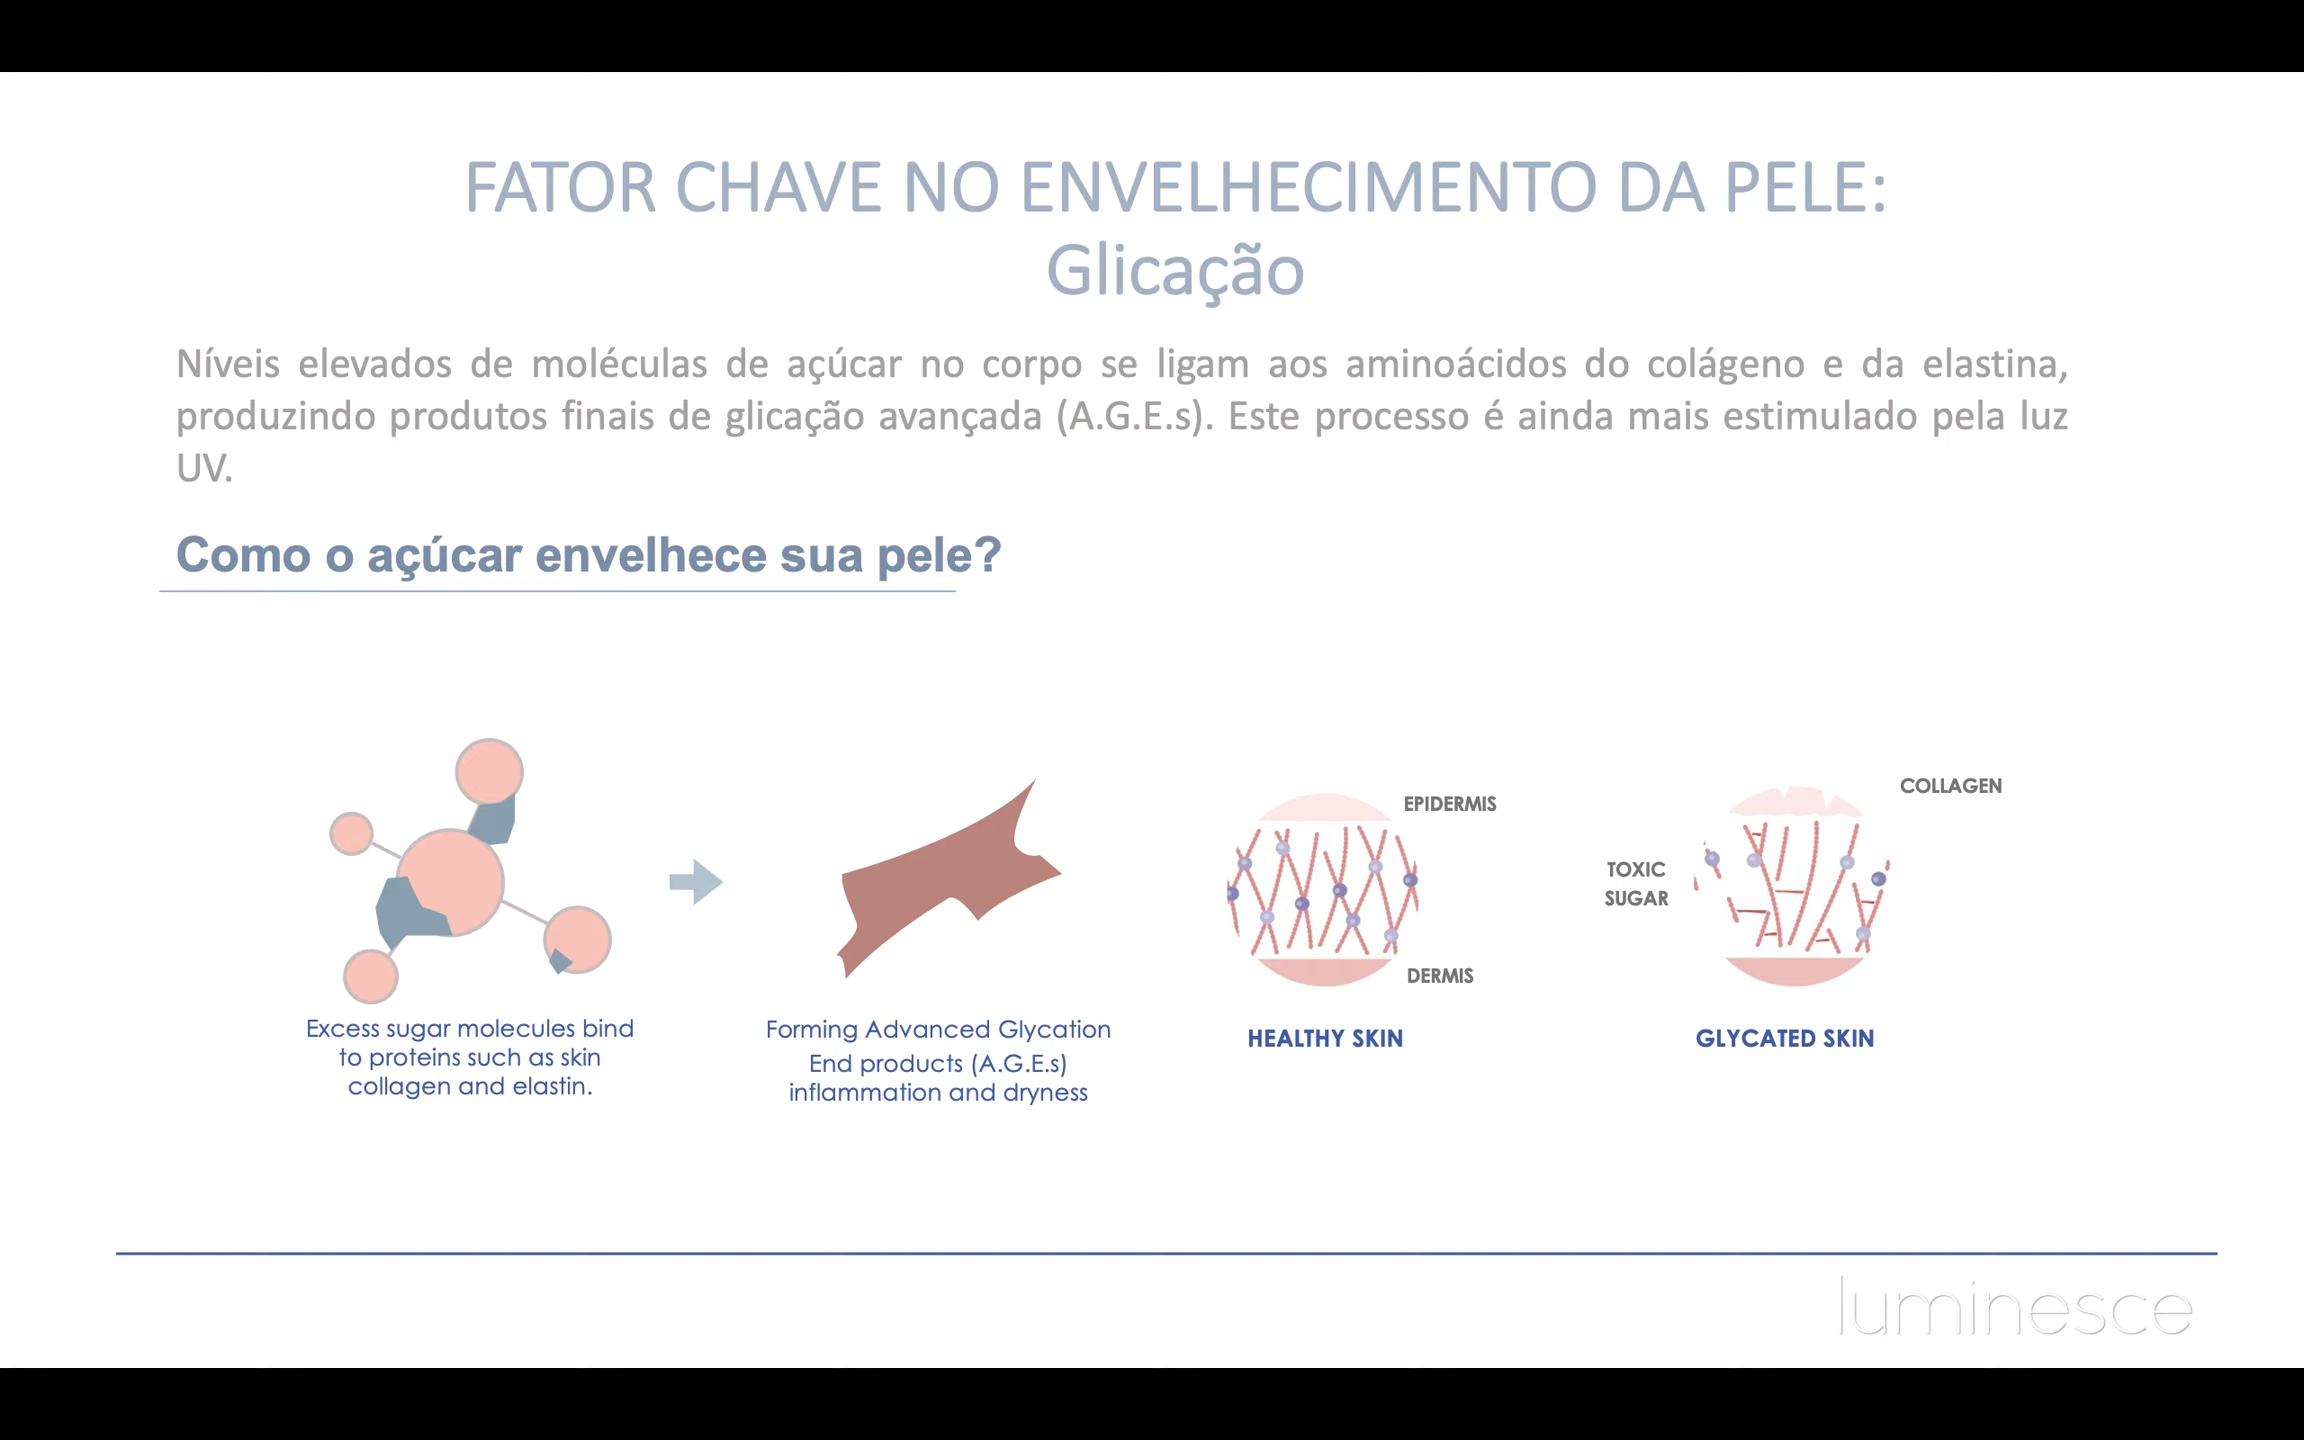 FATOR CHAVE NO ENVELHECIMENTO DA PELE:
Glicação
Níveis elevados de moléculas de açúcar no corpo se ligam aos aminoácidos do colágeno e da elastina,
produzindo produtos finais de glicação avançada (A.G.E.s). Este processo é ainda mais estimulado pela luz
UV.
Como o açúcar envelhece sua pele?
Excess sugar molecules bind
to proteins such as skin
collagen and elastin.
Forming Advanced Glycation
End products (A.G.E.s)
inflammation and dryness
EPIDERMIS
DERMIS
HEALTHY SKIN
COLLAGEN
TOXIC
SUGAR
GLYCATED SKIN
luminesce